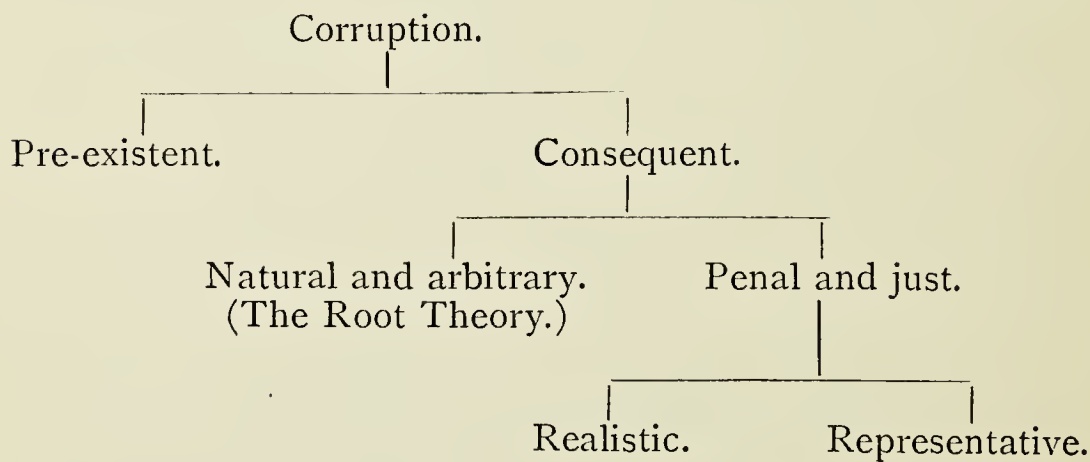 Corruption.
Pre-existent. Consequent.
Natural and arbitrary. Penal and just.
(The Root Theory.)
Realistic. Representative.